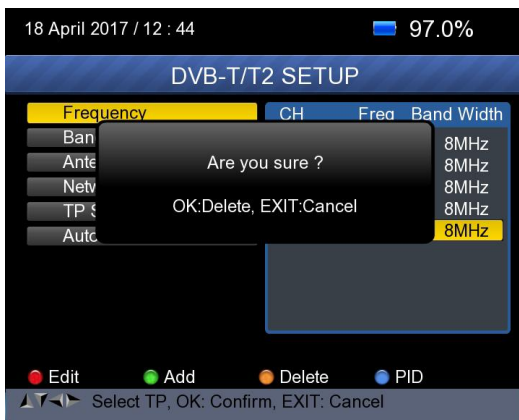 18 April 2017 / 12 : 44
97.0%
DVB-T/T2 SETUP
Frequency
CH Freq Band Width
Ban
8MHz
Ante
8MHz
Netw
8MHz
TP S
8MHz
Auto
8MHz
Are you sure ?
OK:Delete, EXIT:Cancel
Edit Add Delete PID
Select TP, OK: Confirm, EXIT: Cancel